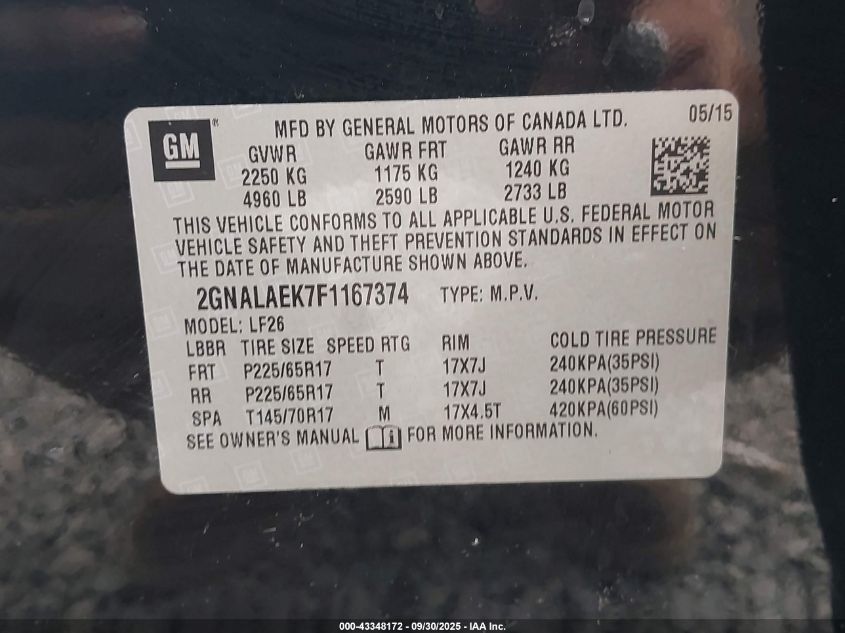 GM
MFD BY GENERAL MOTORS OF CANADA LTD. 05/15
GVWR GAWR FRT GAWR RR
2250 KG 1175 KG 1240 KG
4960 LB 2590 LB 2733 LB
THIS VEHICLE CONFORMS TO ALL APPLICABLE U.S. FEDERAL MOTOR
VEHICLE SAFETY AND THEFT PREVENTION STANDARDS IN EFFECT ON
THE DATE OF MANUFACTURE SHOWN ABOVE.
2GNALAEK7F1167374 TYPE: M.P.V.
MODEL: LF26
LBBR TIRE SIZE SPEED RTG RIM COLD TIRE PRESSURE
FRT P225/65R17 T 17X7J 240KPA(35PSI)
RR P225/65R17 T 17X7J 240KPA(35PSI)
SPA T145/70R17 M 17X4.5T 420KPA(60PSI)
SEE OWNER'S MANUAL FOR MORE INFORMATION.
000-43348172 - 09/30/2025 - IAA Inc.